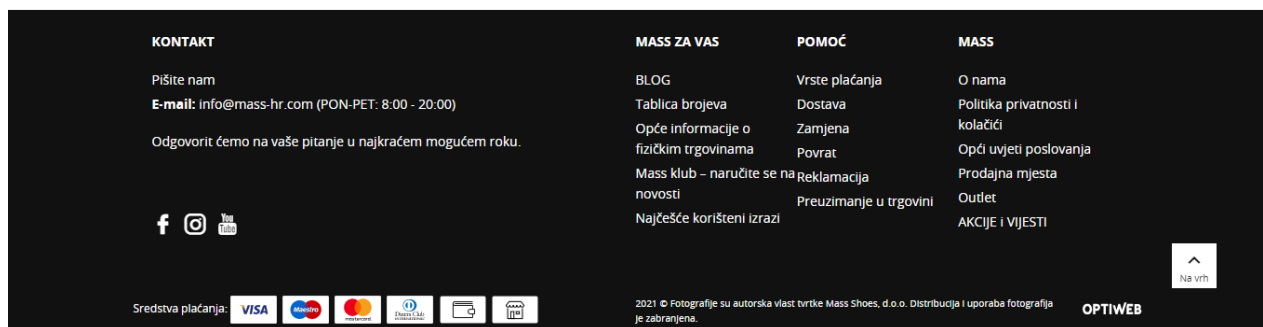 KONTAKT
Pišite nam
E-mail: info@mass-hr.com (PON-PET: 8:00 - 20:00)
Odgovorit ćemo na vaše pitanje u najkraćem mogućem roku.
You
Tube
MASS ZA VAS
BLOG
Tablica brojeva
Opće informacije o
fizičkim trgovinama
Mass klub – naručite se na
novosti
Najčešće korišteni izrazi
POMOĆ
Vrste plaćanja
Dostava
Zamjena
Povrat
Reklamacija
Preuzimanje u trgovini
MASS
O nama
Politika privatnosti i
kolačići
Opći uvjeti poslovanja
Prodajna mjesta
Outlet
AKCIJE i VIJESTI
Na vrh
Sredstva plaćanja: VISA Maestro mastercard Diners Club INTERNATIONAL
2021 © Fotografije su autorska vlast tvrtke Mass Shoes, d.o.o. Distribucija i uporaba fotografija
je zabranjena.
OPTIWEB